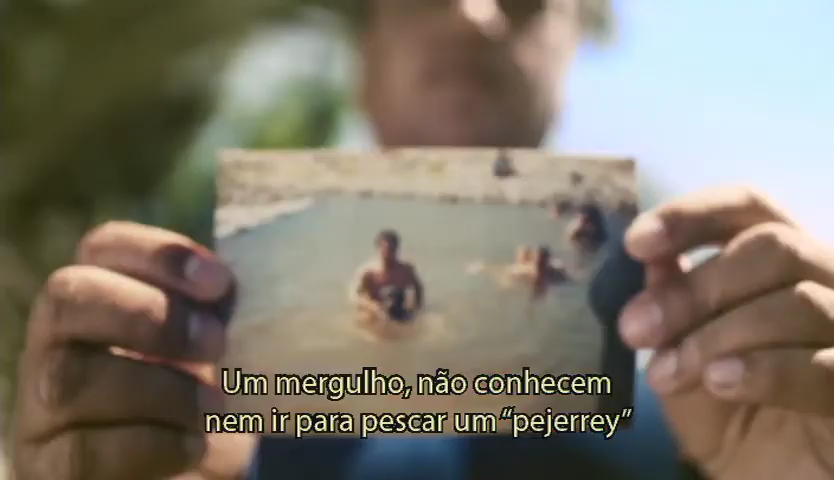 Um mergulho, não conhecem
nem ir para pescar um “pejerrey”